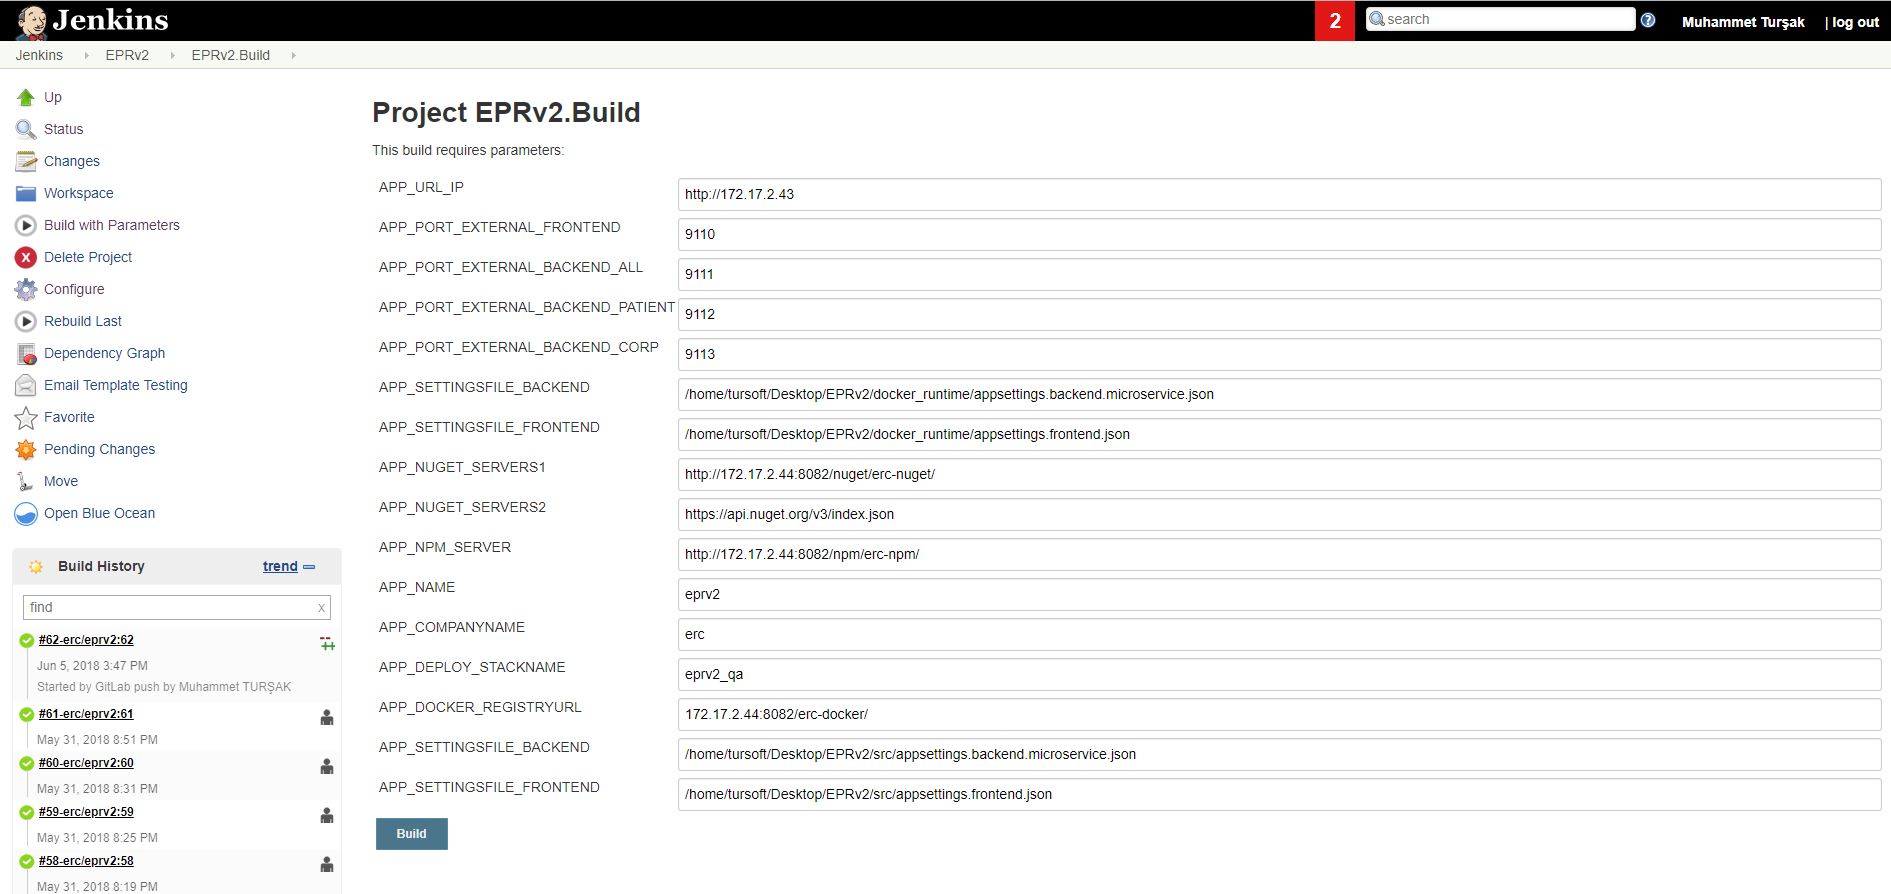 Jenkins
2
search
Muhammet Turşak
| log out
Jenkins
EPRv2
EPRv2.Build
Up
Status
Changes
Workspace
Build with Parameters
Delete Project
Configure
Rebuild Last
Dependency Graph
Email Template Testing
Favorite
Pending Changes
Move
Open Blue Ocean
Build History trend
find x
#62-erc/eprv2:62
Jun 5, 2018 3:47 PM
Started by GitLab push by Muhammet TURŞAK
#61-erc/eprv2:61
May 31, 2018 8:51 PM
#60-erc/eprv2:60
May 31, 2018 8:31 PM
#59-erc/eprv2:59
May 31, 2018 8:25 PM
#58-erc/eprv2:58
May 31, 2018 8:19 PM
Project EPRv2.Build
This build requires parameters:
APP_URL_IP http://172.17.2.43
APP_PORT_EXTERNAL_FRONTEND 9110
APP_PORT_EXTERNAL_BACKEND_ALL 9111
APP_PORT_EXTERNAL_BACKEND_PATIENT 9112
APP_PORT_EXTERNAL_BACKEND_CORP 9113
APP_SETTINGSFILE_BACKEND /home/tursoft/Desktop/EPRv2/docker_runtime/appsettings.backend.microservice.json
APP_SETTINGSFILE_FRONTEND /home/tursoft/Desktop/EPRv2/docker_runtime/appsettings.frontend.json
APP_NUGET_SERVERS1 http://172.17.2.44:8082/nuget/erc-nuget/
APP_NUGET_SERVERS2 https://api.nuget.org/v3/index.json
APP_NPM_SERVER http://172.17.2.44:8082/npm/erc-npm/
APP_NAME eprv2
APP_COMPANYNAME erc
APP_DEPLOY_STACKNAME eprv2_qa
APP_DOCKER_REGISTRYURL 172.17.2.44:8082/erc-docker/
APP_SETTINGSFILE_BACKEND /home/tursoft/Desktop/EPRv2/src/appsettings.backend.microservice.json
APP_SETTINGSFILE_FRONTEND /home/tursoft/Desktop/EPRv2/src/appsettings.frontend.json
Build